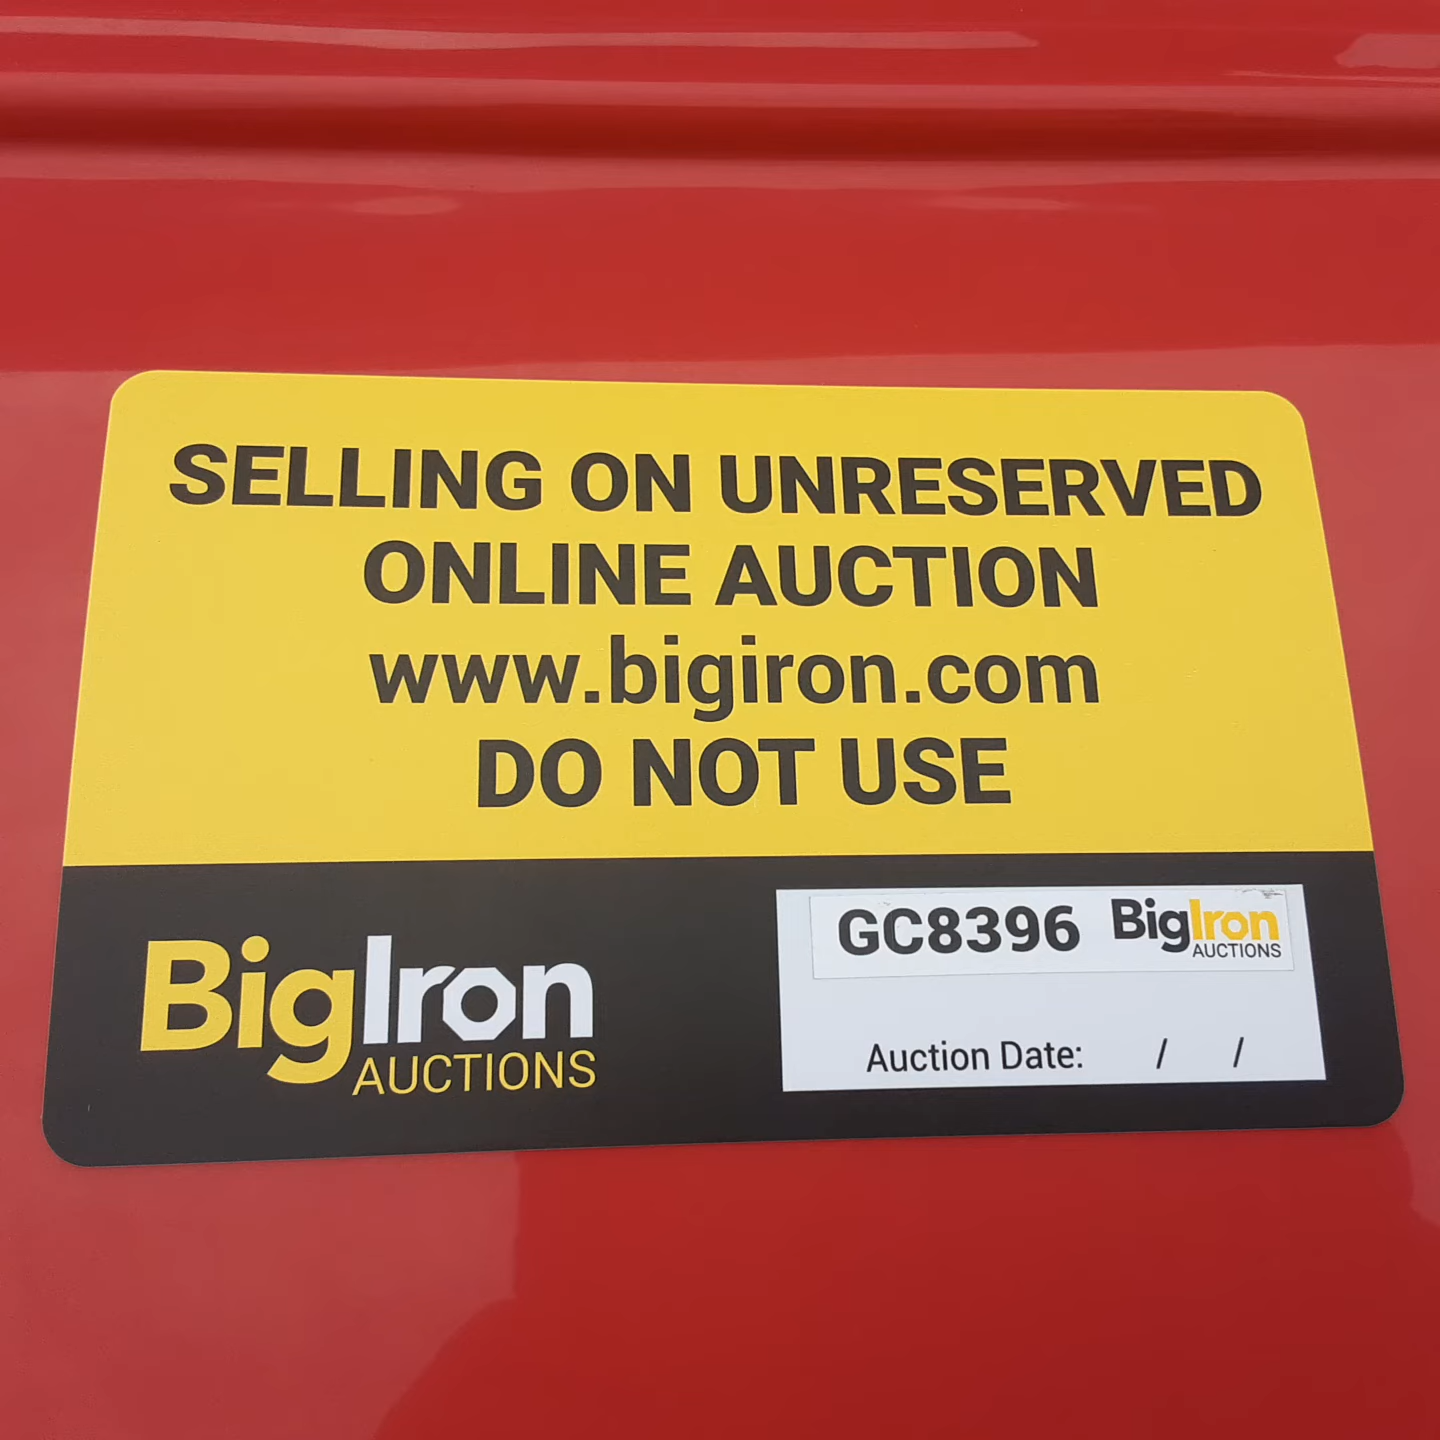 SELLING ON UNRESERVED
ONLINE AUCTION
www.bigiron.com
DO NOT USE
BigIron
AUCTIONS
GC8396 BigIron
AUCTIONS
Auction Date: / /